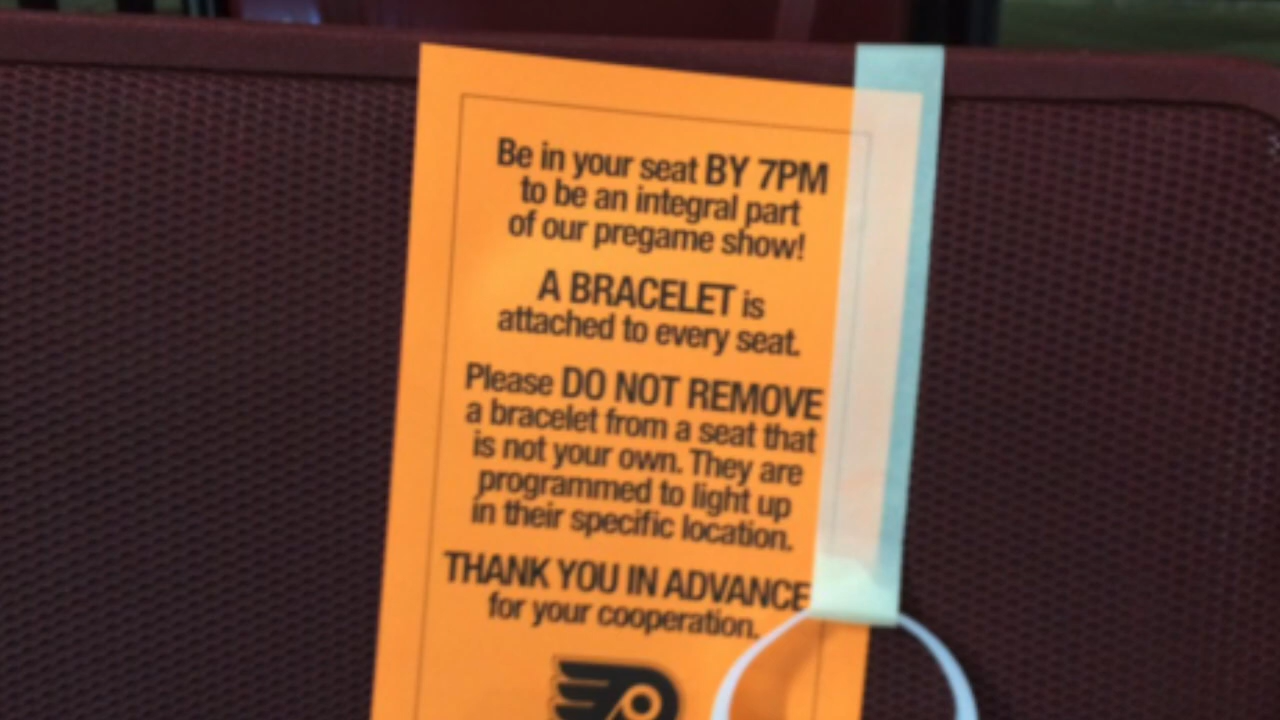 Be in your seat BY 7PM
to be an integral part
of our pregame show!
A BRACELET is
attached to every seat.
Please DO NOT REMOVE
a bracelet from a seat that
is not your own. They are
programmed to light up
in their specific location.
THANK YOU IN ADVANCE
for your cooperation.